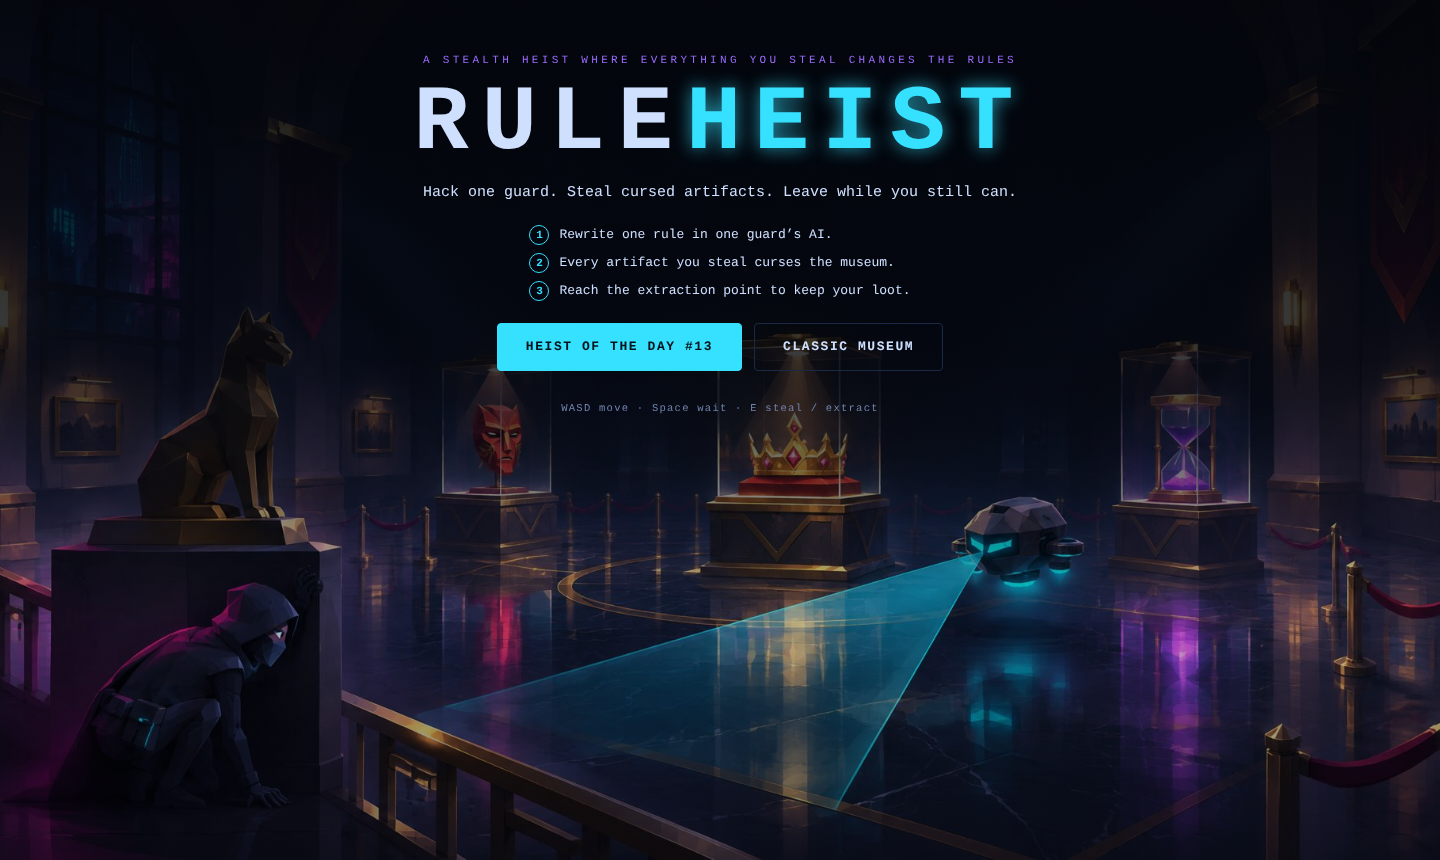 A STEALTH HEIST WHERE EVERYTHING YOU STEAL CHANGES THE RULES
RULEHEIST
Hack one guard. Steal cursed artifacts. Leave while you still can.
1 Rewrite one rule in one guard’s AI.
2 Every artifact you steal curses the museum.
3 Reach the extraction point to keep your loot.
HEIST OF THE DAY #13 CLASSIC MUSEUM
WASD move · Space wait · E steal / extract